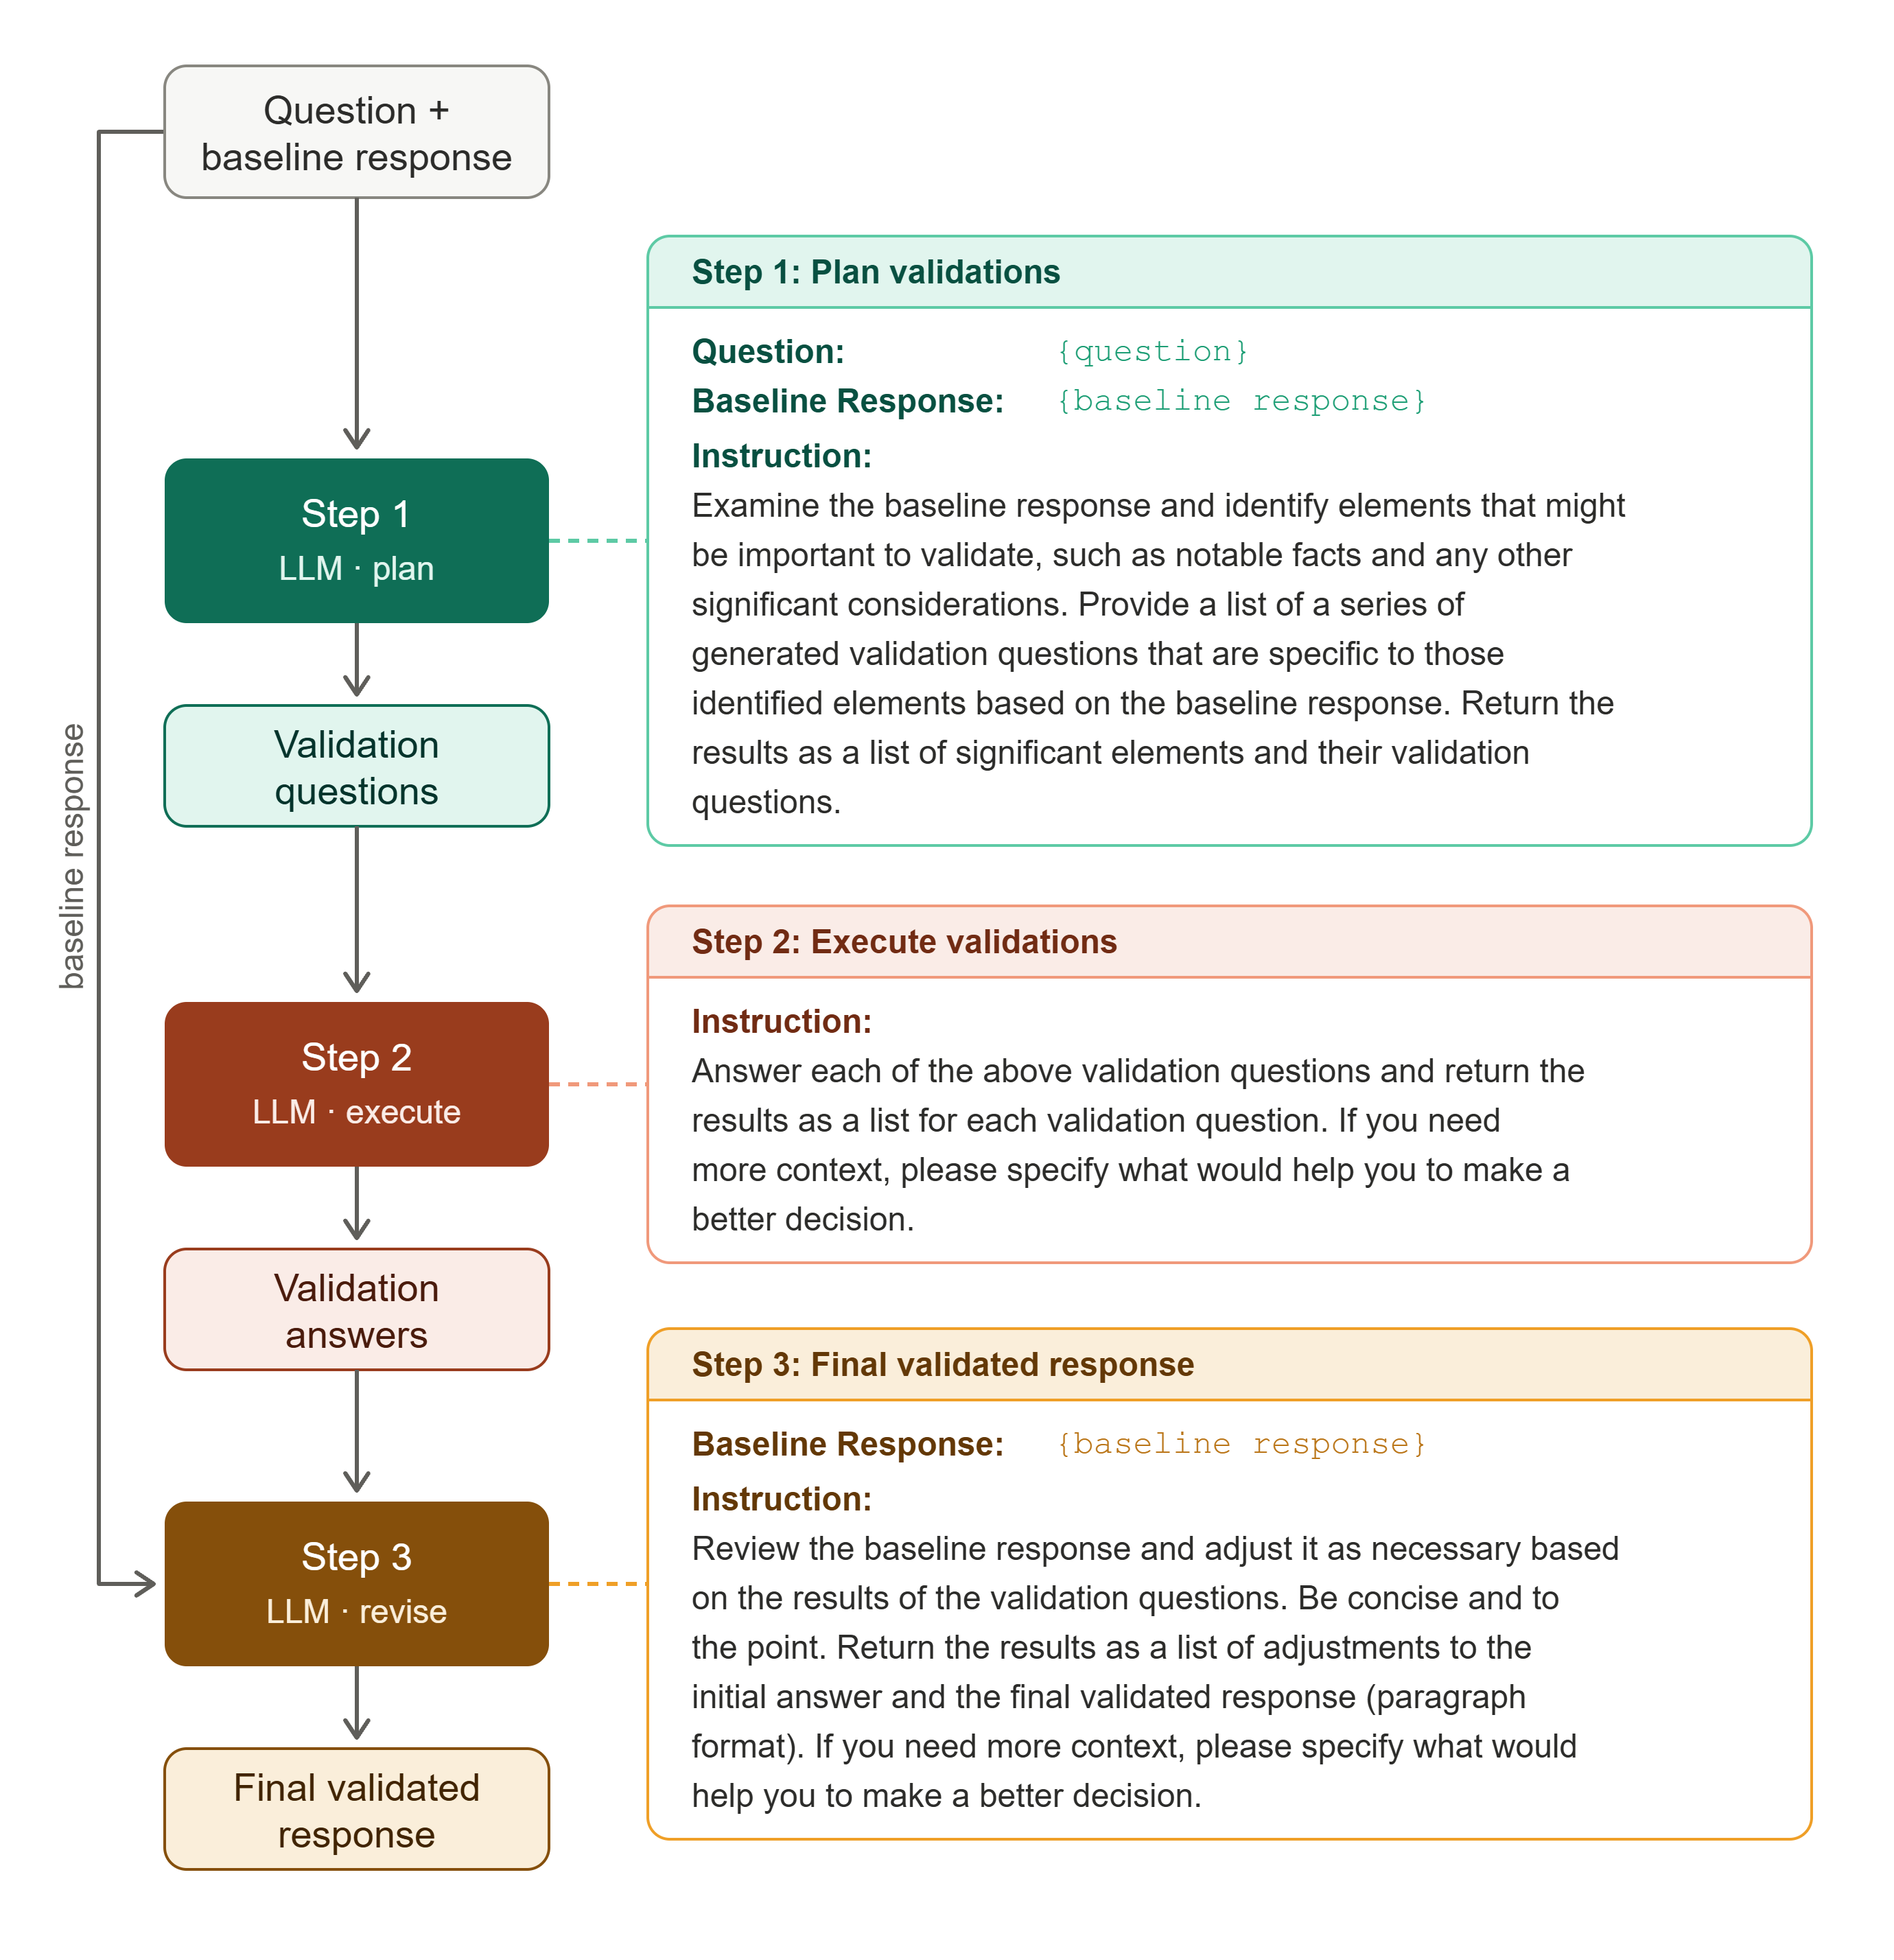 Question +
baseline response
Step 1: Plan validations
Question: {question}
Baseline Response: {baseline response}
Instruction:
Examine the baseline response and identify elements that might
be important to validate, such as notable facts and any other
significant considerations. Provide a list of a series of
generated validation questions that are specific to those
identified elements based on the baseline response. Return the
results as a list of significant elements and their validation
questions.
Step 1
LLM · plan
Validation
questions
baseline response
Step 2: Execute validations
Instruction:
Answer each of the above validation questions and return the
results as a list for each validation question. If you need
more context, please specify what would help you to make a
better decision.
Step 2
LLM · execute
Validation
answers
Step 3: Final validated response
Baseline Response: {baseline response}
Instruction:
Review the baseline response and adjust it as necessary based
on the results of the validation questions. Be concise and to
the point. Return the results as a list of adjustments to the
initial answer and the final validated response (paragraph
format). If you need more context, please specify what would
help you to make a better decision.
Step 3
LLM · revise
Final validated
response